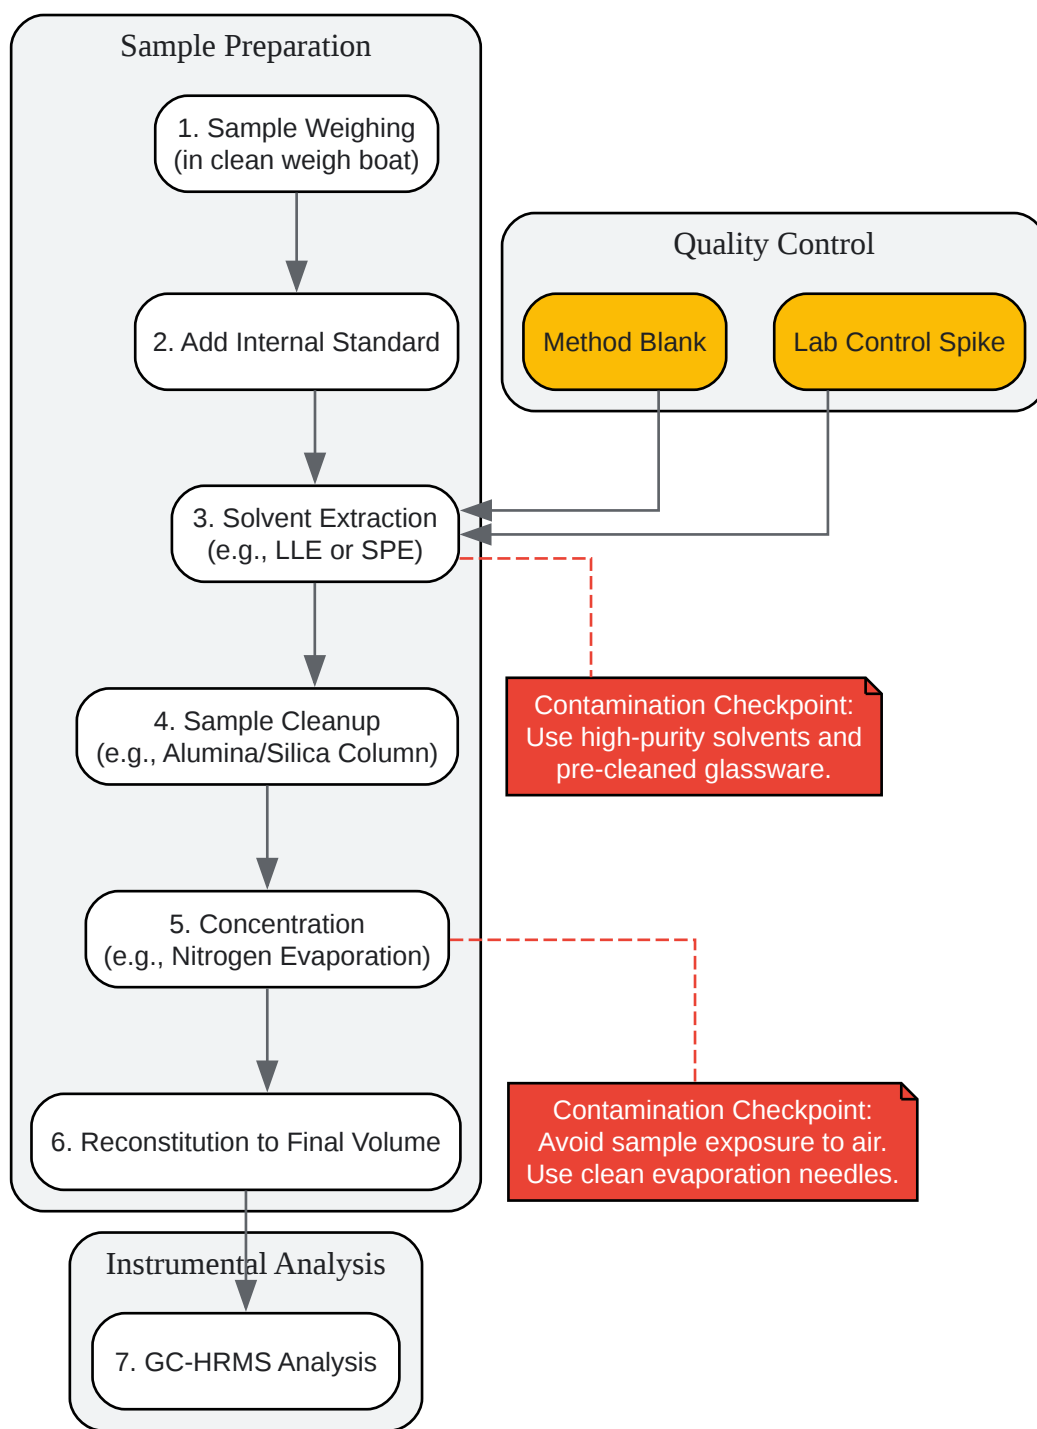 Sample Preparation
1. Sample Weighing
(in clean weigh boat)
Quality Control
2. Add Internal Standard
Method Blank
Lab Control Spike
3. Solvent Extraction
(e.g., LLE or SPE)
4. Sample Cleanup
(e.g., Alumina/Silica Column)
Contamination Checkpoint:
Use high-purity solvents and
pre-cleaned glassware.
5. Concentration
(e.g., Nitrogen Evaporation)
6. Reconstitution to Final Volume
Contamination Checkpoint:
Avoid sample exposure to air.
Use clean evaporation needles.
Instrumental Analysis
7. GC-HRMS Analysis